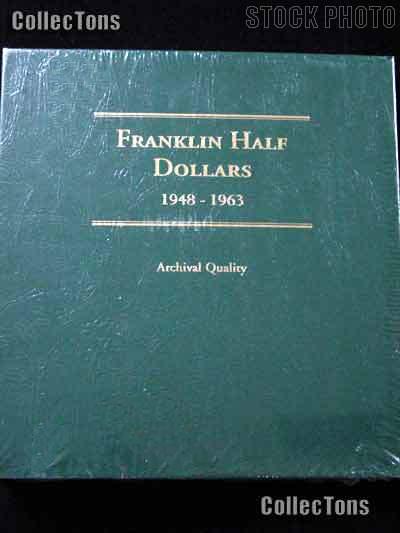 CollecTons
STOCK PHOTO
FRANKLIN HALF
DOLLARS
1948 - 1963
Archival Quality
CollecTons